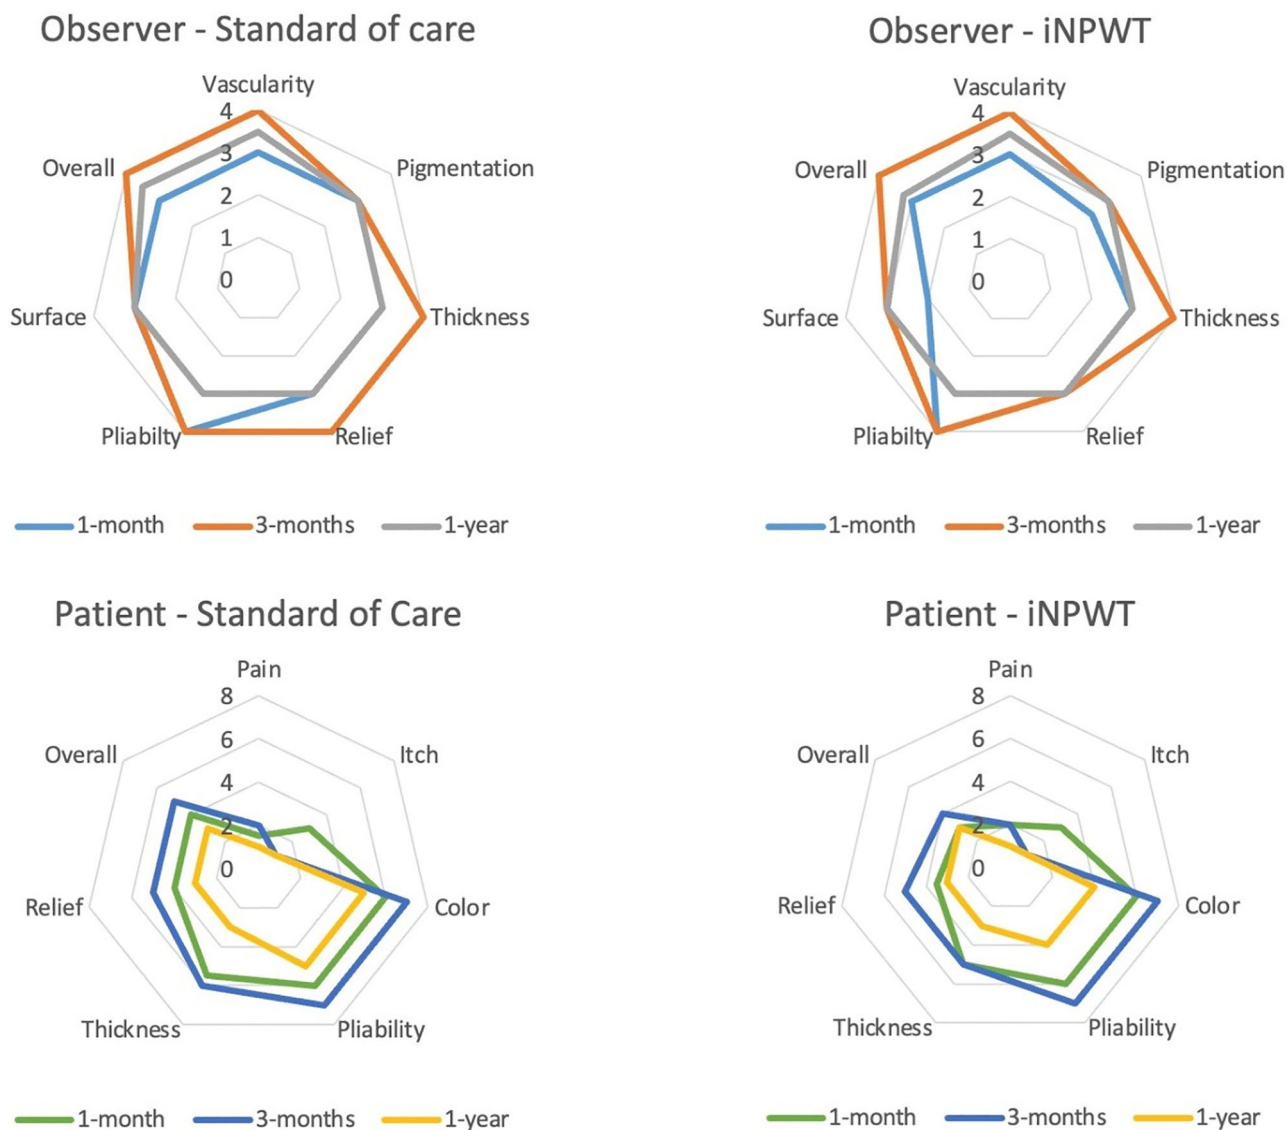 Observer - Standard of care
Vascularity
4
3
2
1
0
Pigmentation
Thickness
Relief
Pliabilty
Surface
Overall
1-month 3-months 1-year
Observer - iNPWT
Vascularity
4
3
2
1
0
Pigmentation
Thickness
Relief
Pliabilty
Surface
Overall
1-month 3-months 1-year
Patient - Standard of Care
Pain
8
6
4
2
0
Itch
Color
Pliability
Thickness
Relief
Overall
1-month 3-months 1-year
Patient - iNPWT
Pain
8
6
4
2
0
Itch
Color
Pliability
Thickness
Relief
Overall
1-month 3-months 1-year